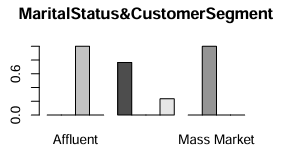 MaritalStatus&CustomerSegment
0.6
0.0
Affluent
Mass Market